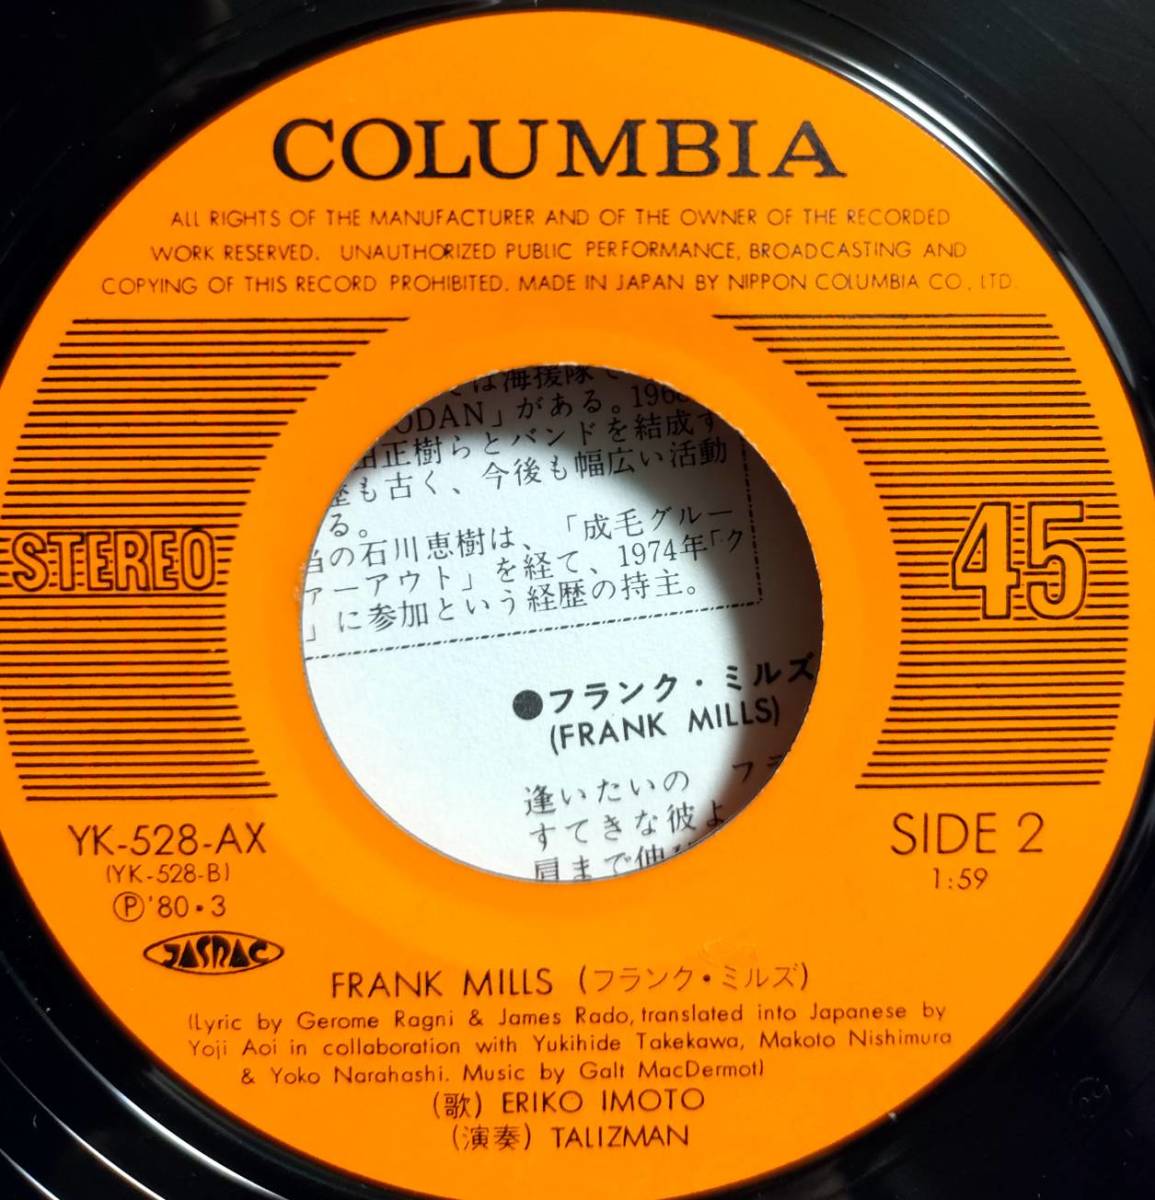 COLUMBIA
ALL RIGHTS OF THE MANUFACTURER AND OF THE OWNER OF THE RECORDED
WORK RESERVED. UNAUTHORIZED PUBLIC PERFORMANCE, BROADCASTING AND
COPYING OF THIS RECORD PROHIBITED. MADE IN JAPAN BY NIPPON COLUMBIA CO., LTD.
は海援隊で
ODAN」がある。196
田正樹らとバンドを結成す
も古く、今後も幅広い活動
る。
の石川恵樹は、「成毛グルー
ァーアウト」を経て、1974年「ク
」に参加という経歴の持主。
STEREO
45
●フランク・ミルズ
(FRANK MILLS)
逢いたいの フラ
すてきな彼よ
肩まで伸
YK-528-AX
(YK-528-B)
Ⓟ'80・3
JASRAC
SIDE 2
1:59
FRANK MILLS (フランク・ミルズ)
(Lyric by Gerome Ragni & James Rado, translated into Japanese by
Yoji Aoi in collaboration with Yukihide Takekawa, Makoto Nishimura
& Yoko Narahashi. Music by Galt MacDermot)
(歌) ERIKO IMOTO
(演奏) TALIZMAN